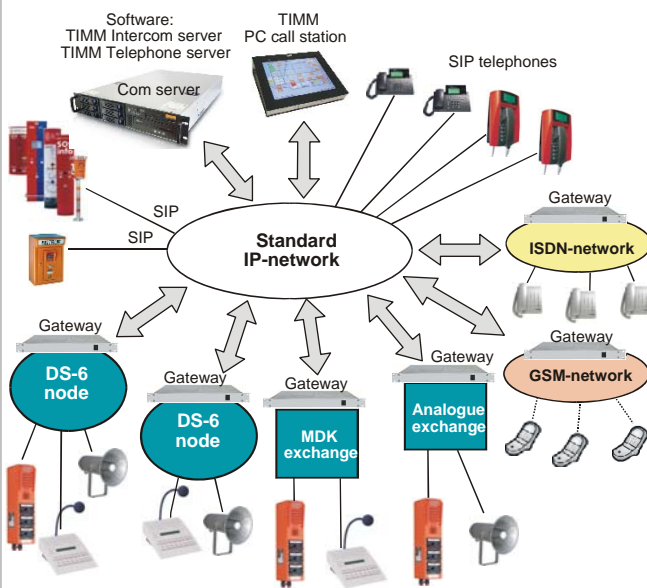 Software:
TIMM Intercom server
TIMM Telephone server
Com server
TIMM
PC call station
SIP telephones
SIP
SIP
Standard
IP-network
Gateway
ISDN-network
Gateway
GSM-network
Gateway
DS-6
node
Gateway
DS-6
node
Gateway
MDK
exchange
Gateway
Analogue
exchange